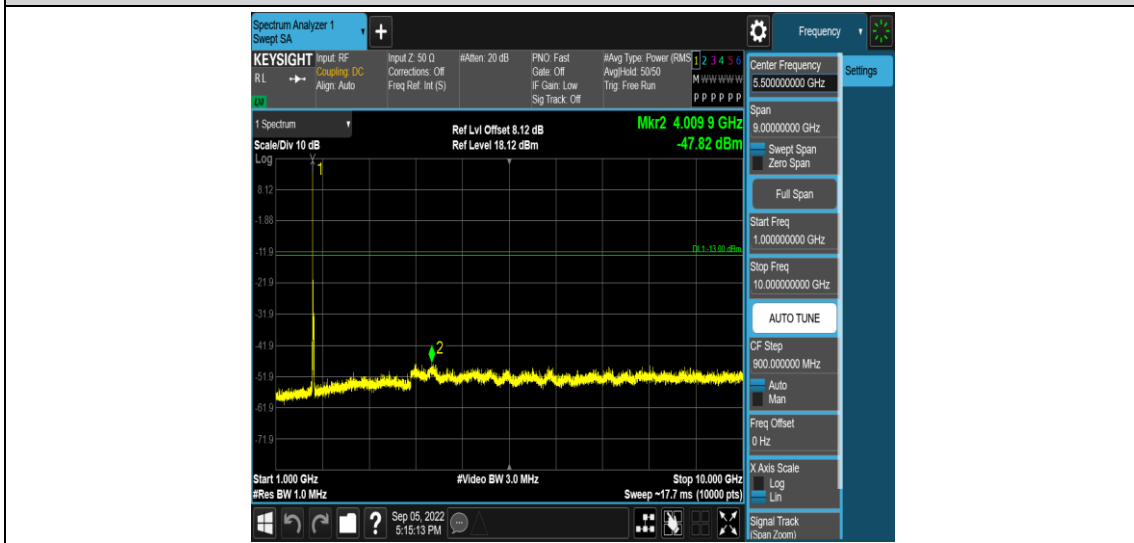 Spectrum Analyzer 1
Swept SA
+
Frequency
KEYSIGHT
RL
LXI
Input: RF
Coupling: DC
Align: Auto
Input Z: 50 Ω
Corrections: Off
Freq Ref: Int (S)
#Atten: 20 dB
PNO: Fast
Gate: Off
IF Gain: Low
Sig Track: Off
#Avg Type: Power (RMS
Avg|Hold: 50/50
Trig: Free Run
1 2 3 4 5 6
M W W W W W
P P P P P P
1 Spectrum
Scale/Div 10 dB
Log
Ref Lvl Offset 8.12 dB
Ref Level 18.12 dBm
Mkr2 4.009 9 GHz
-47.82 dBm
1
8.12
-1.88
-11.9
DL1 -13.00 dBm
-21.9
-31.9
-41.9
2
-51.9
-61.9
-71.9
Start 1.000 GHz
#Video BW 3.0 MHz
Stop 10.000 GHz
#Res BW 1.0 MHz
Sweep ~17.7 ms (10000 pts)
?
Sep 05, 2022
5:15:13 PM
Center Frequency
5.500000000 GHz
Settings
Span
9.00000000 GHz
Swept Span
Zero Span
Full Span
Start Freq
1.000000000 GHz
Stop Freq
10.000000000 GHz
AUTO TUNE
CF Step
900.000000 MHz
Auto
Man
Freq Offset
0 Hz
X Axis Scale
Log
Lin
Signal Track
(Span Zoom)